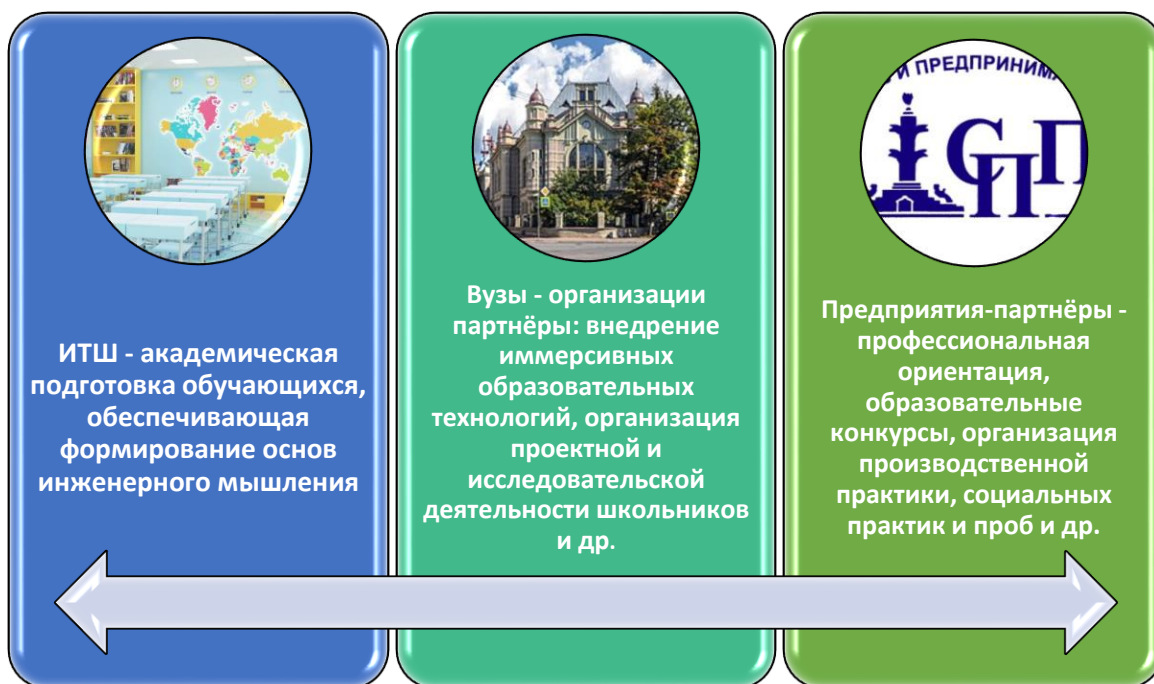 ИТШ - академическая
подготовка обучающихся,
обеспечивающая
формирование основ
инженерного мышления
Вузы - организации
партнёры: внедрение
иммерсивных
образовательных
технологий, организация
проектной и
исследовательской
деятельности школьников
и др.
И ПРЕДПРИНИМ
СПП
Предприятия-партнёры -
профессиональная
ориентация,
образовательные
конкурсы, организация
производственной
практики, социальных
практик и проб и др.